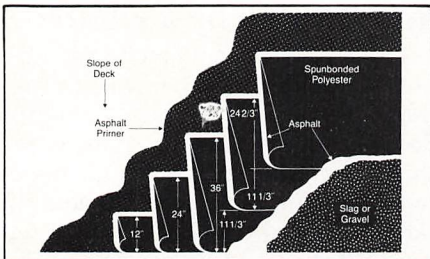 Slope of
Deck
Spunbonded
Polyester
24 2/3"
Asphalt
Primer
Asphalt
36"
24"
11 1/3"
Slag or
Gravel
12"
11 1/3"